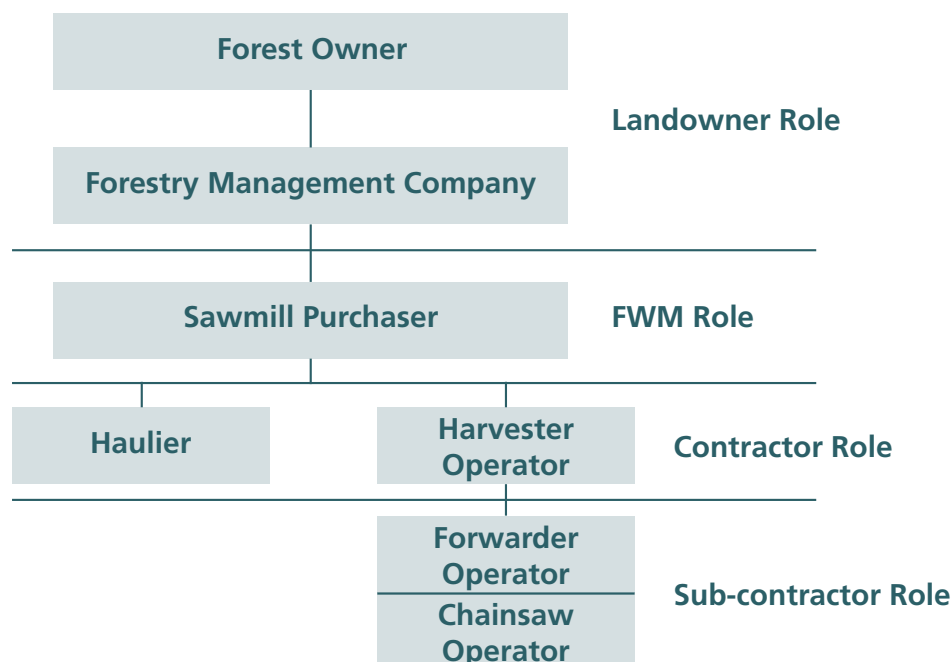 Forest Owner
Landowner Role
Forestry Management Company
Sawmill Purchaser
FWM Role
Haulier
Harvester
Operator
Contractor Role
Forwarder
Operator
Sub-contractor Role
Chainsaw
Operator